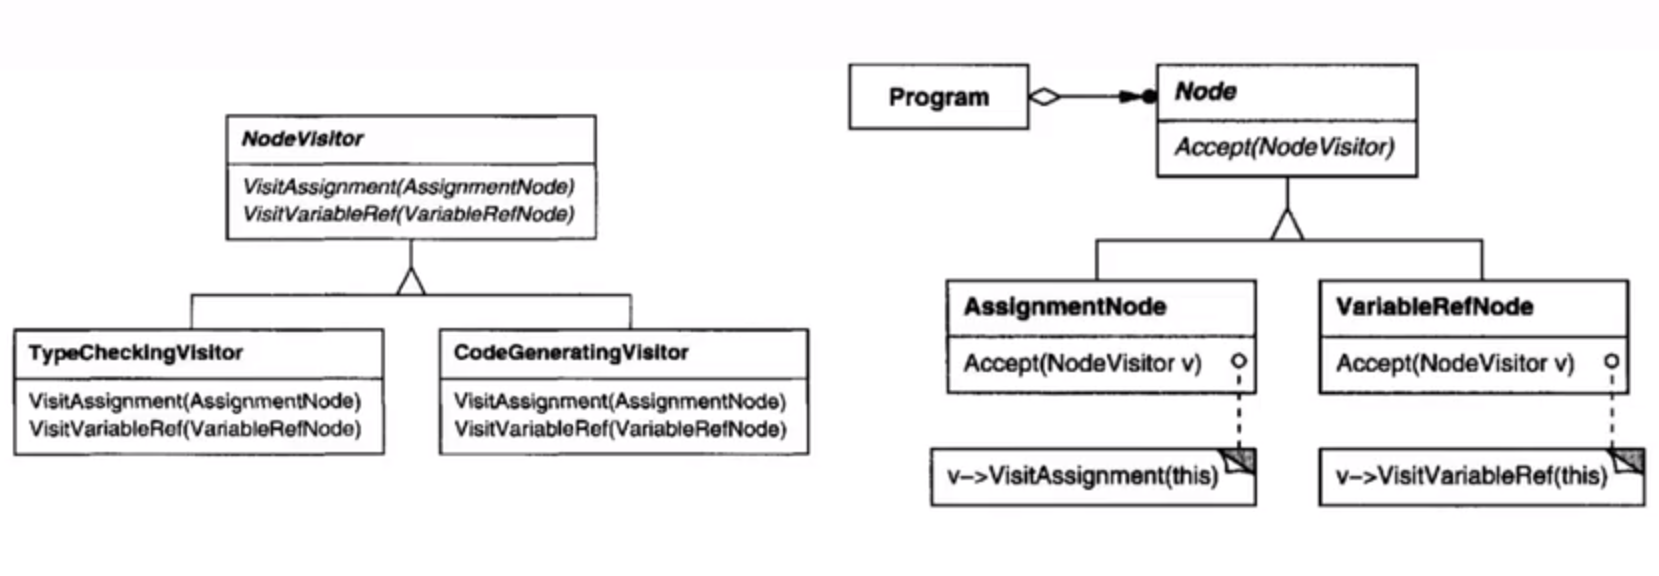 NodeVisitor
VisitAssignment(AssignmentNode)
VisitVariableRef(VariableRefNode)
TypeCheckingVisitor
VisitAssignment(AssignmentNode)
VisitVariableRef(VariableRefNode)
CodeGeneratingVisitor
VisitAssignment(AssignmentNode)
VisitVariableRef(VariableRefNode)
Program
Node
Accept(NodeVisitor)
AssignmentNode
Accept(NodeVisitor v)
v–>VisitAssignment(this)
VariableRefNode
Accept(NodeVisitor v)
v–>VisitVariableRef(this)